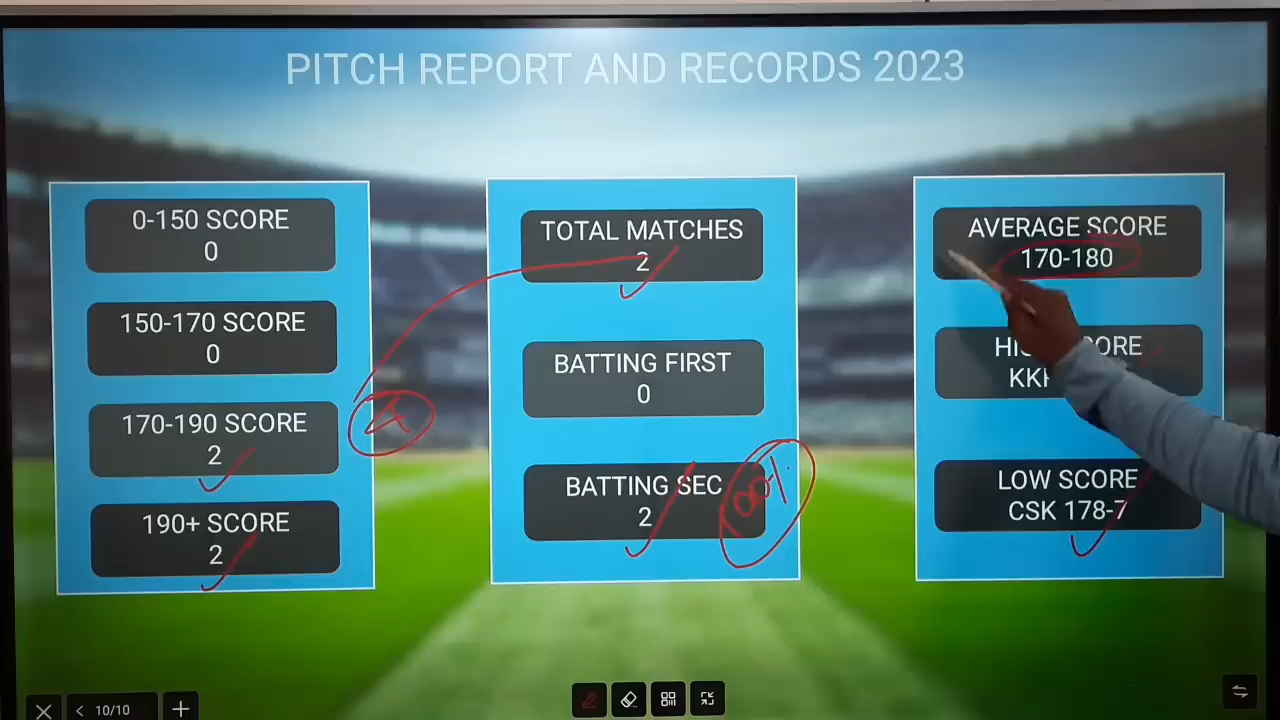 PITCH REPORT AND RECORDS 2023
0-150 SCORE
0
150-170 SCORE
0
170-190 SCORE
2
190+ SCORE
2
4
TOTAL MATCHES
2
BATTING FIRST
0
BATTING SEC
2
100%
AVERAGE SCORE
170-180
LOW SCORE
CSK 178-7
10/10